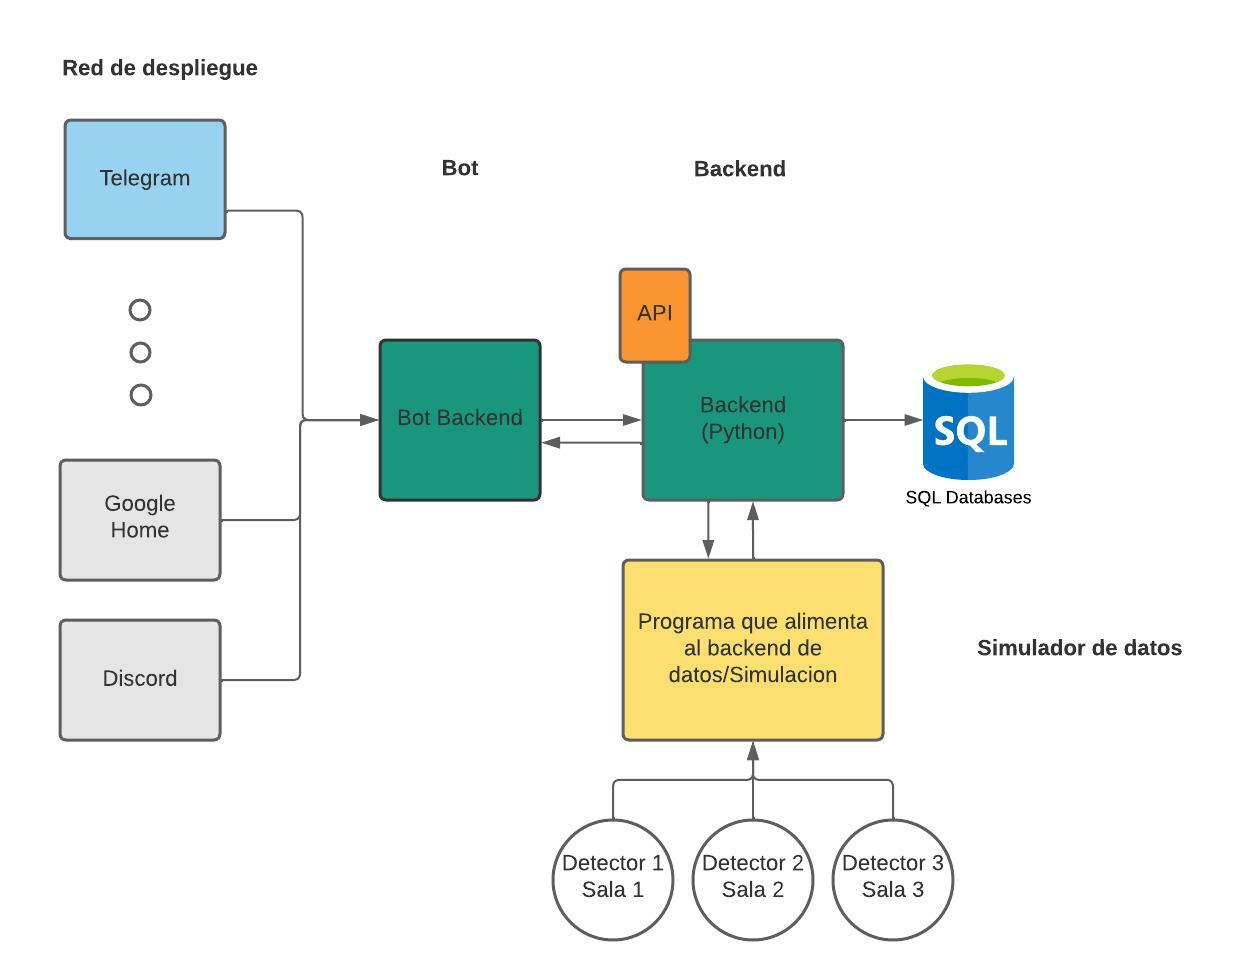 Red de despliegue
Telegram
Bot
Backend
API
Bot Backend
Backend
(Python)
SQL
SQL Databases
Google
Home
Discord
Programa que alimenta
al backend de
datos/Simulacion
Simulador de datos
Detector 1
Sala 1
Detector 2
Sala 2
Detector 3
Sala 3